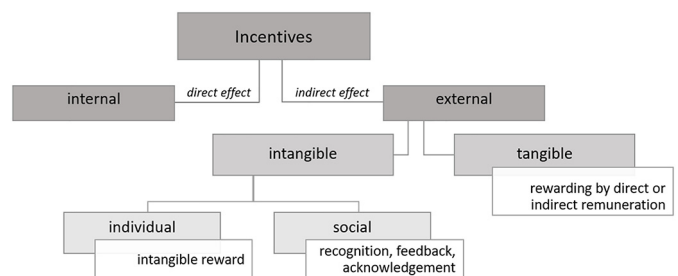 Incentives
internal
direct effect
indirect effect
external
intangible
tangible
rewarding by direct or
indirect remuneration
individual
social
intangible reward
recognition, feedback,
acknowledgement